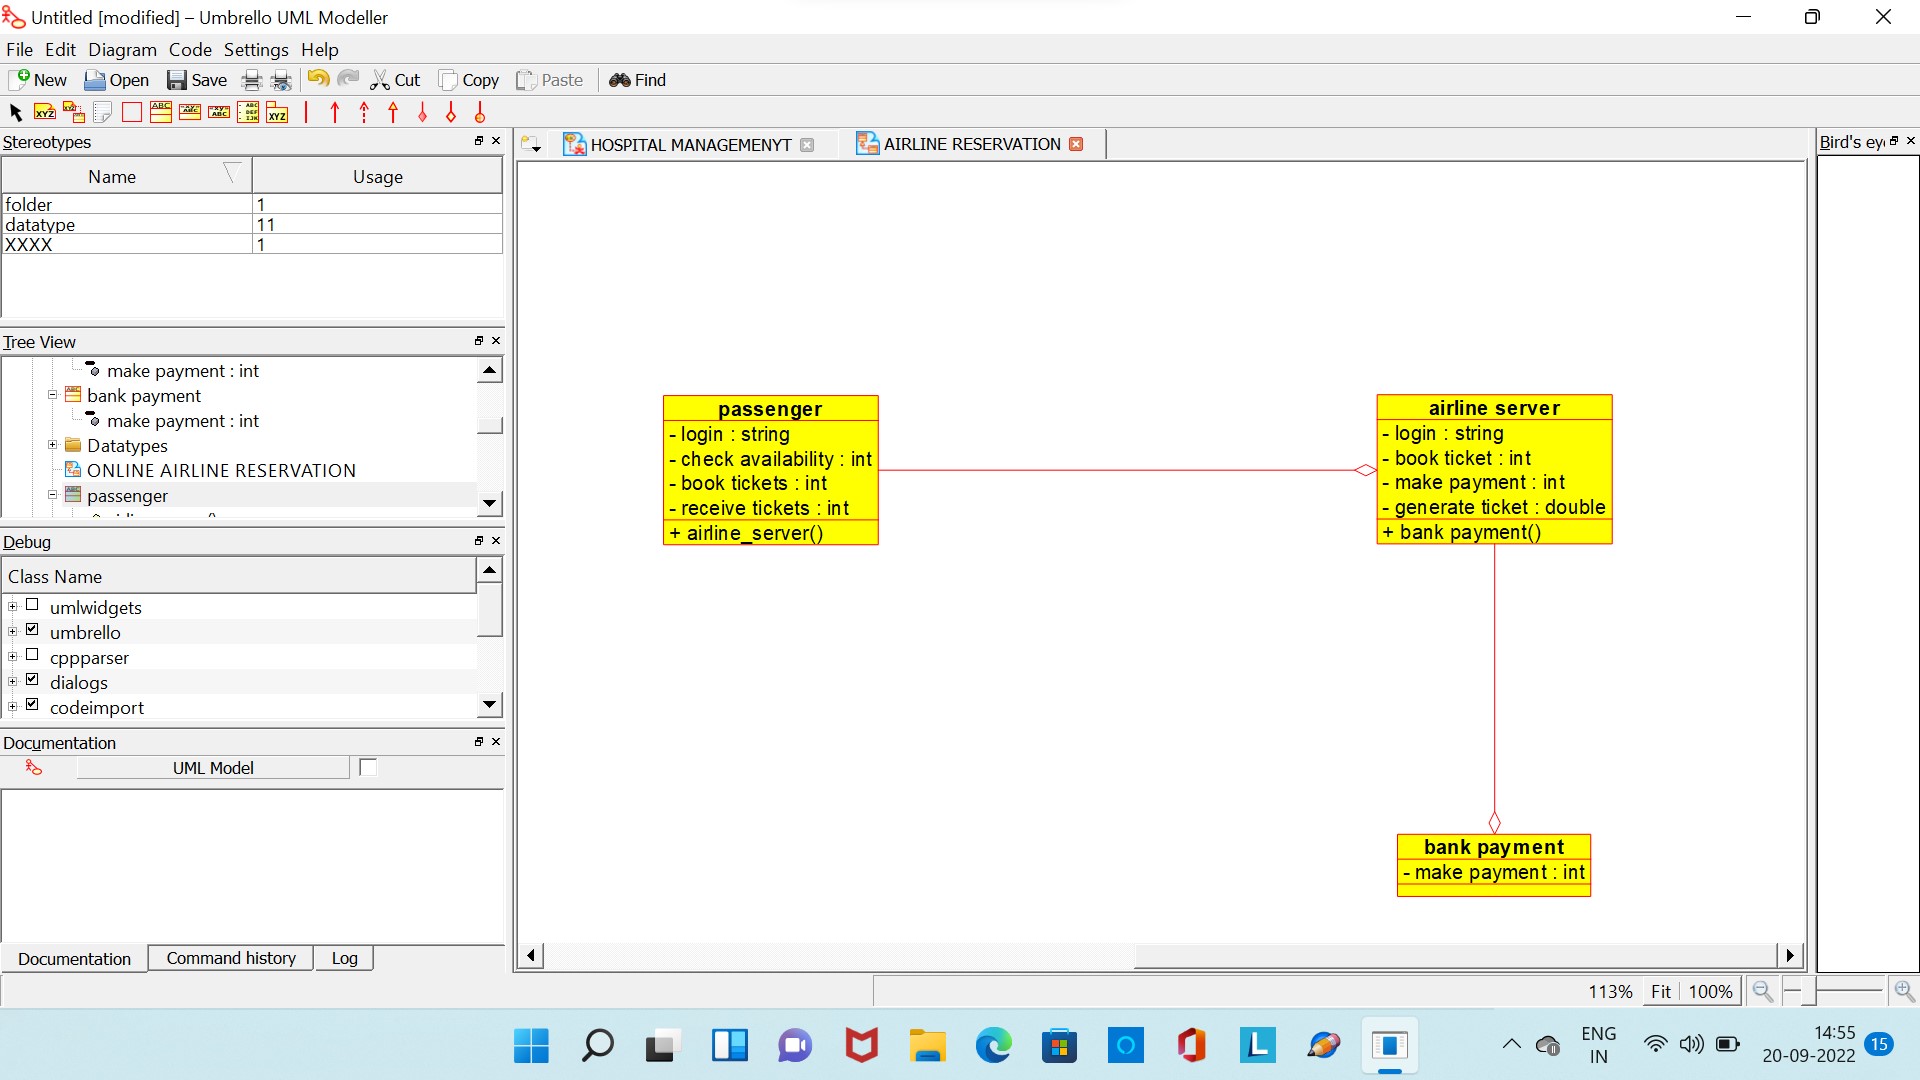 Untitled [modified] – Umbrello UML Modeller
File Edit Diagram Code Settings Help
New Open Save Cut Copy Paste Find
Stereotypes
Name Usage
folder 1
datatype 11
XXXX 1
Tree View
make payment : int
bank payment
make payment : int
Datatypes
ONLINE AIRLINE RESERVATION
passenger
Debug
Class Name
umlwidgets
umbrello
cppparser
dialogs
codeimport
Documentation
UML Model
Documentation Command history Log
HOSPITAL MANAGEMENYT AIRLINE RESERVATION
passenger
- login : string
- check availability : int
- book tickets : int
- receive tickets : int
+ airline_server()
airline server
- login : string
- book ticket : int
- make payment : int
- generate ticket : double
+ bank payment()
bank payment
- make payment : int
Bird's ey
113% Fit 100%
ENG
IN
14:55
20-09-2022
15